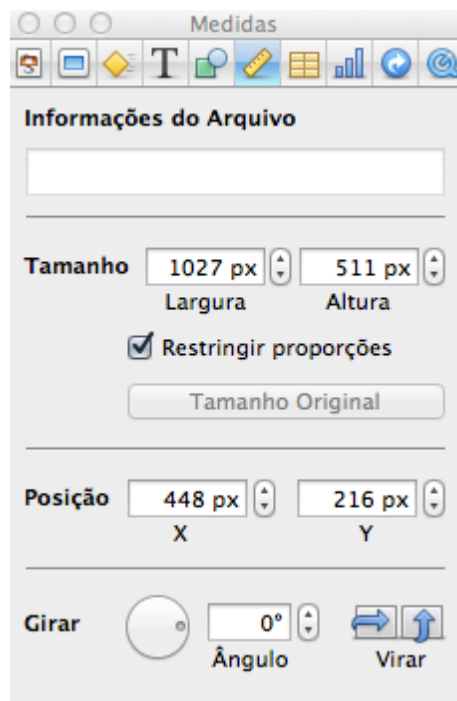 Medidas
T
Informações do Arquivo
Tamanho 1027 px 511 px
Largura Altura
Restringir proporções
Tamanho Original
Posição 448 px 216 px
X Y
Girar 0° 
Ângulo Virar